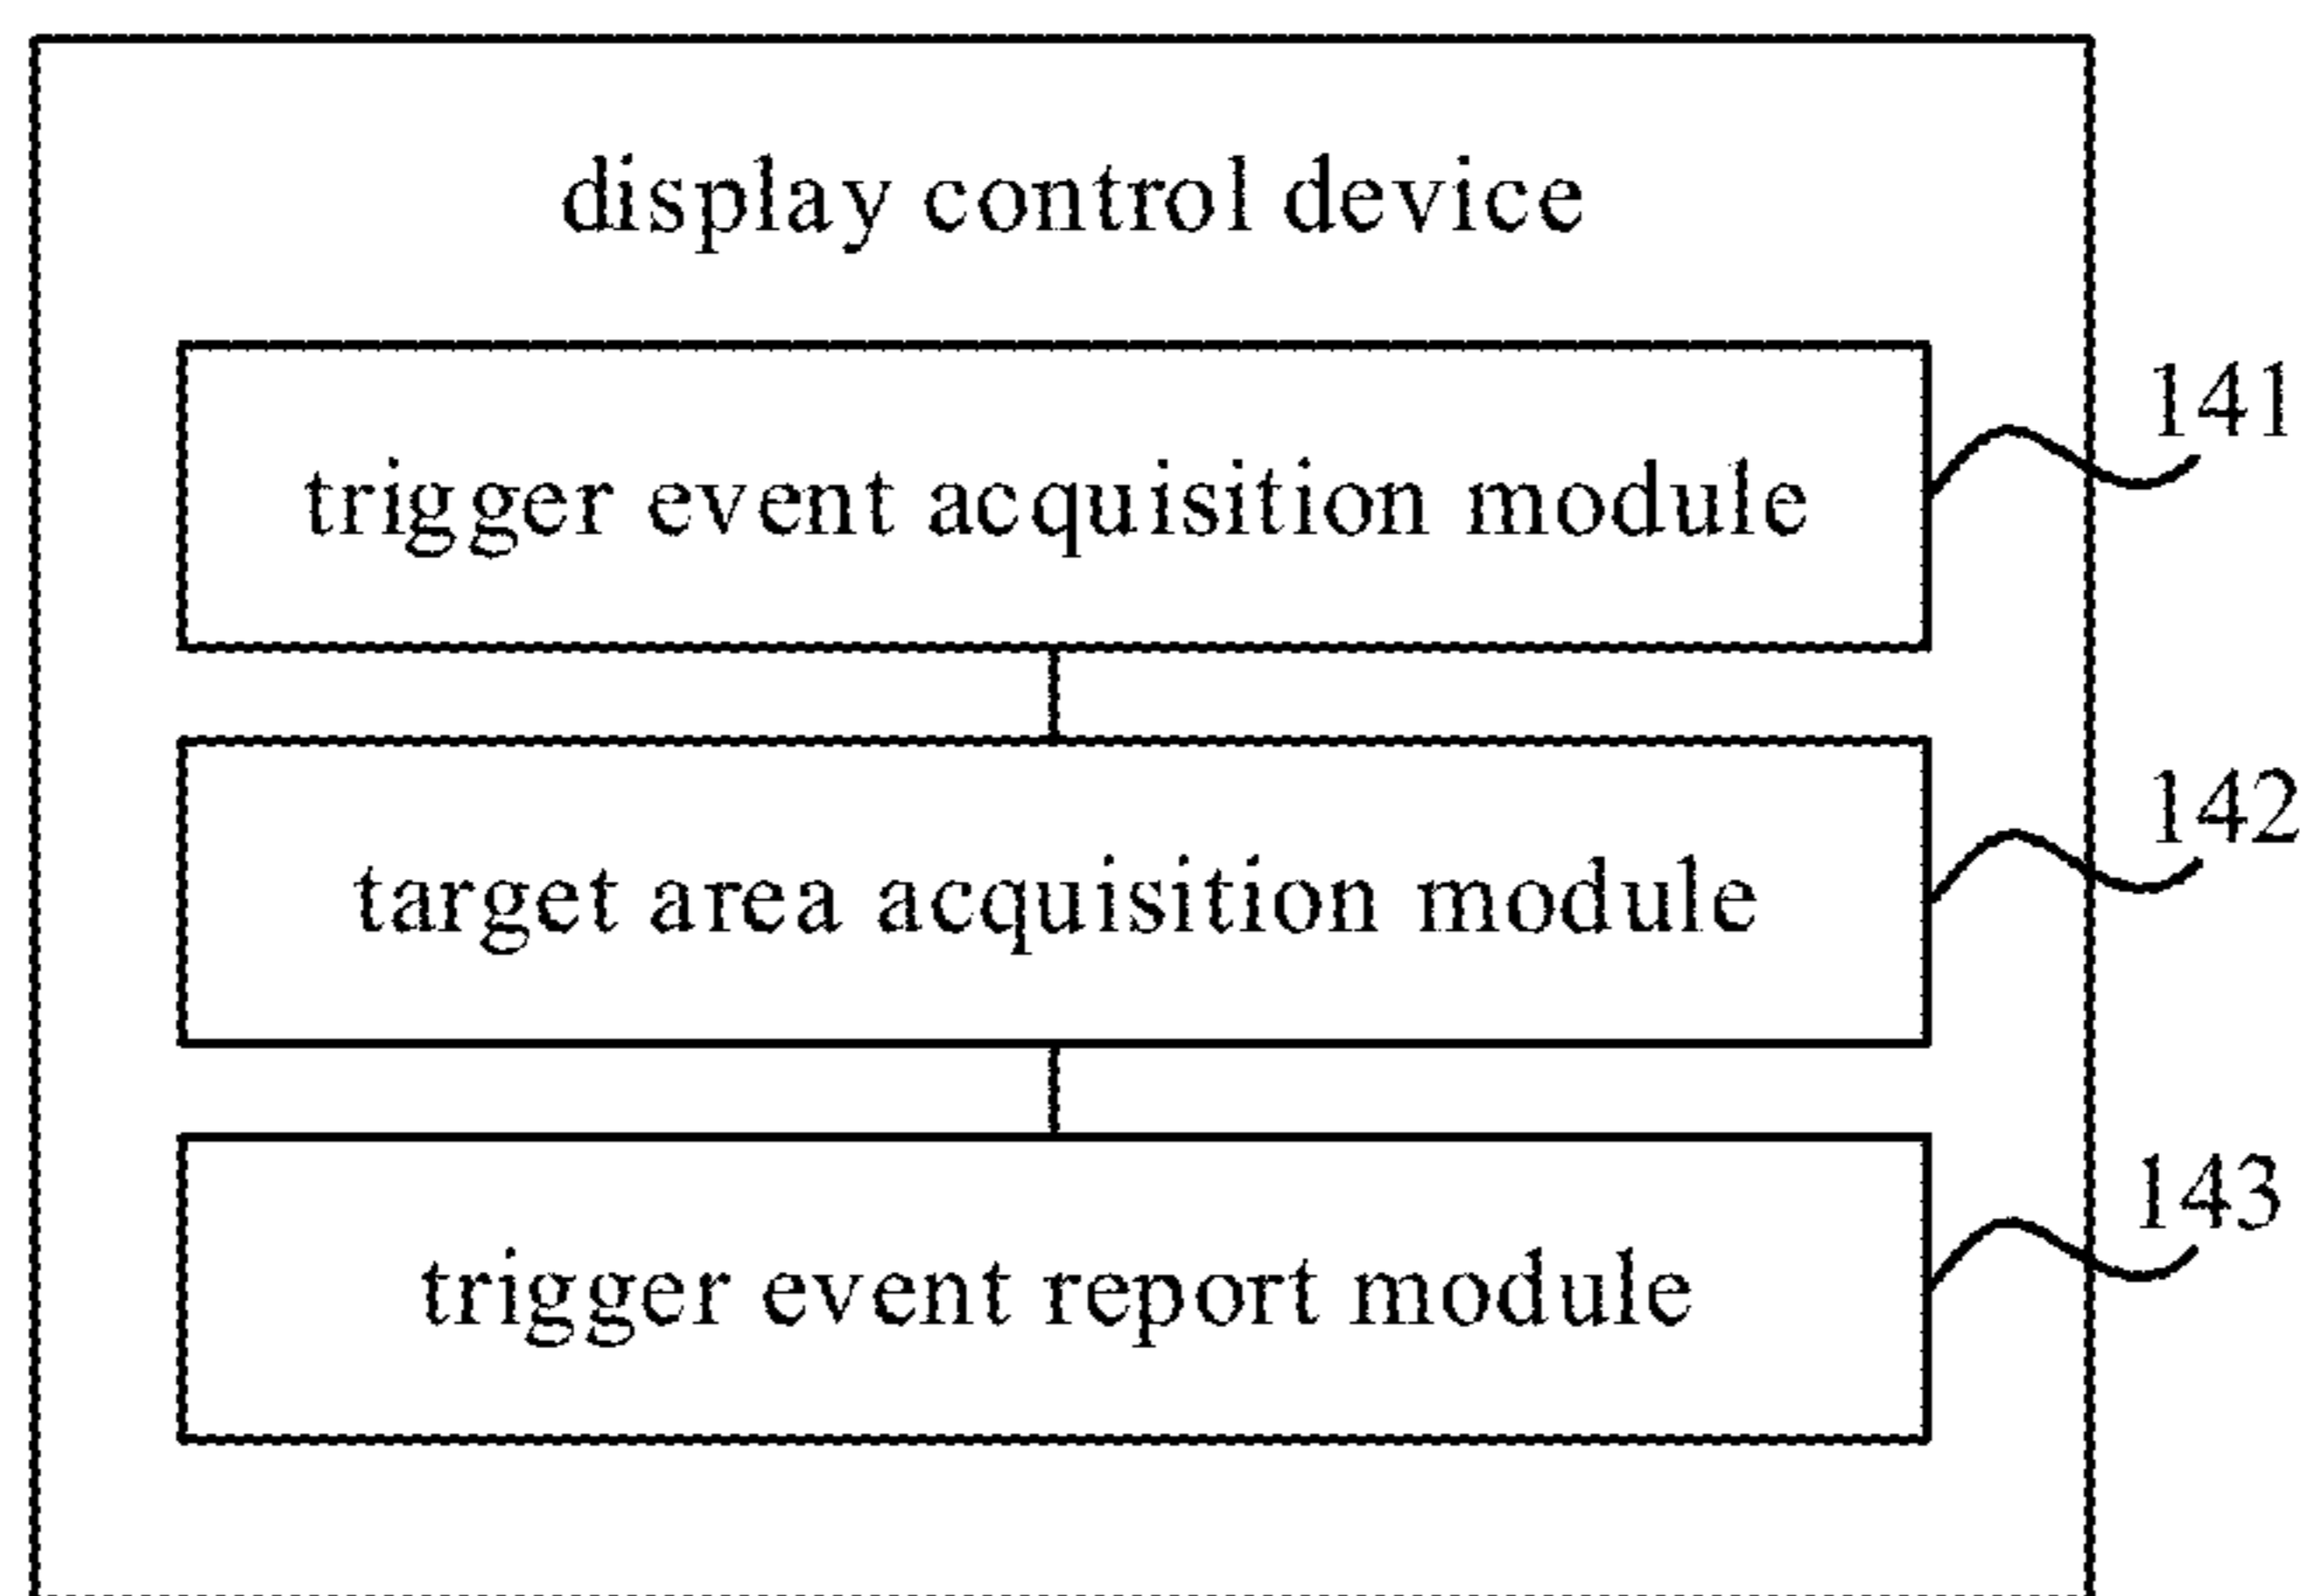 display control device
trigger event acquisition module
141
target area acquisition module
142
trigger event report module
143